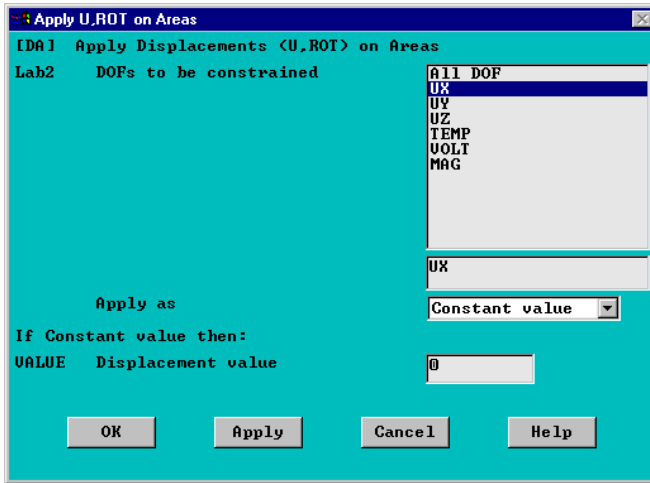 Apply U,ROT on Areas
[DA] Apply Displacements (U,ROT) on Areas
Lab2 DOFs to be constrained
All DOF
UX
UY
UZ
TEMP
VOLT
MAG
UX
Apply as Constant value
If Constant value then:
VALUE Displacement value 0
OK Apply Cancel Help